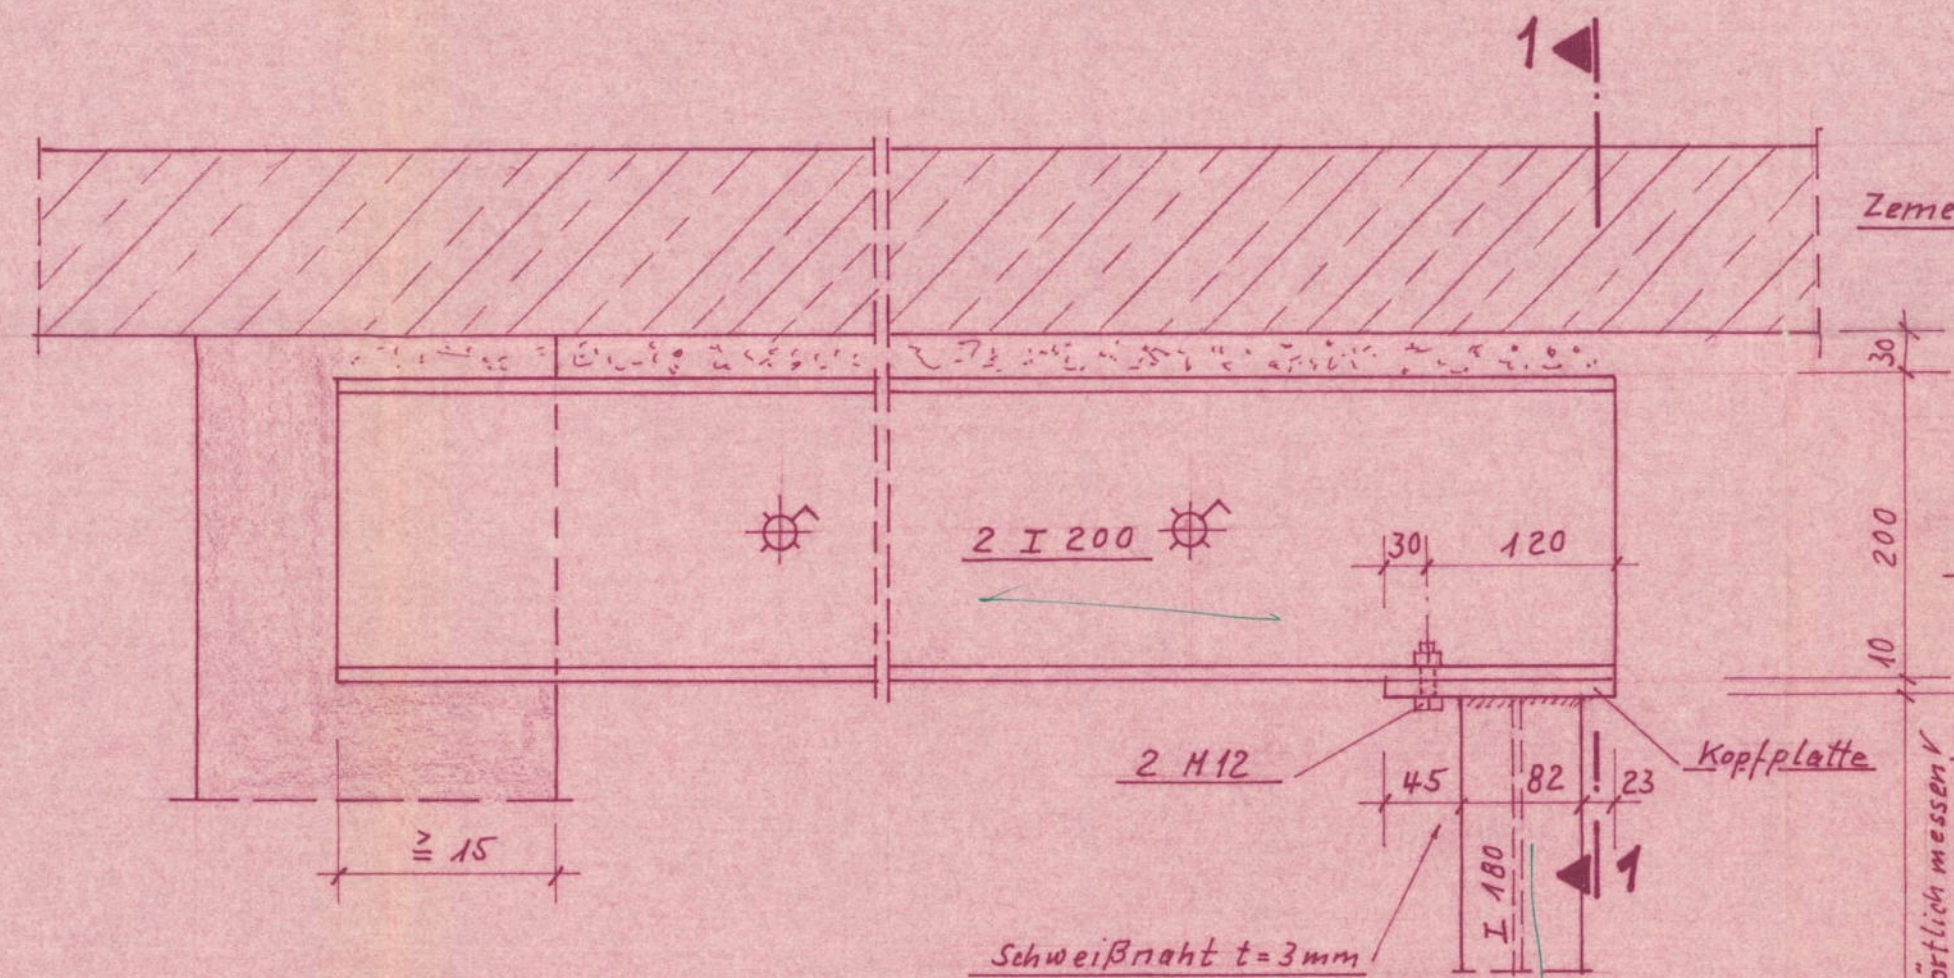 1
Zeme
30
2 I 200
30 120
200
10
2 M12
Kopfplatte
45 82 23
≧ 15
I 180
1
örtlich messen
Schweißnaht t=3mm